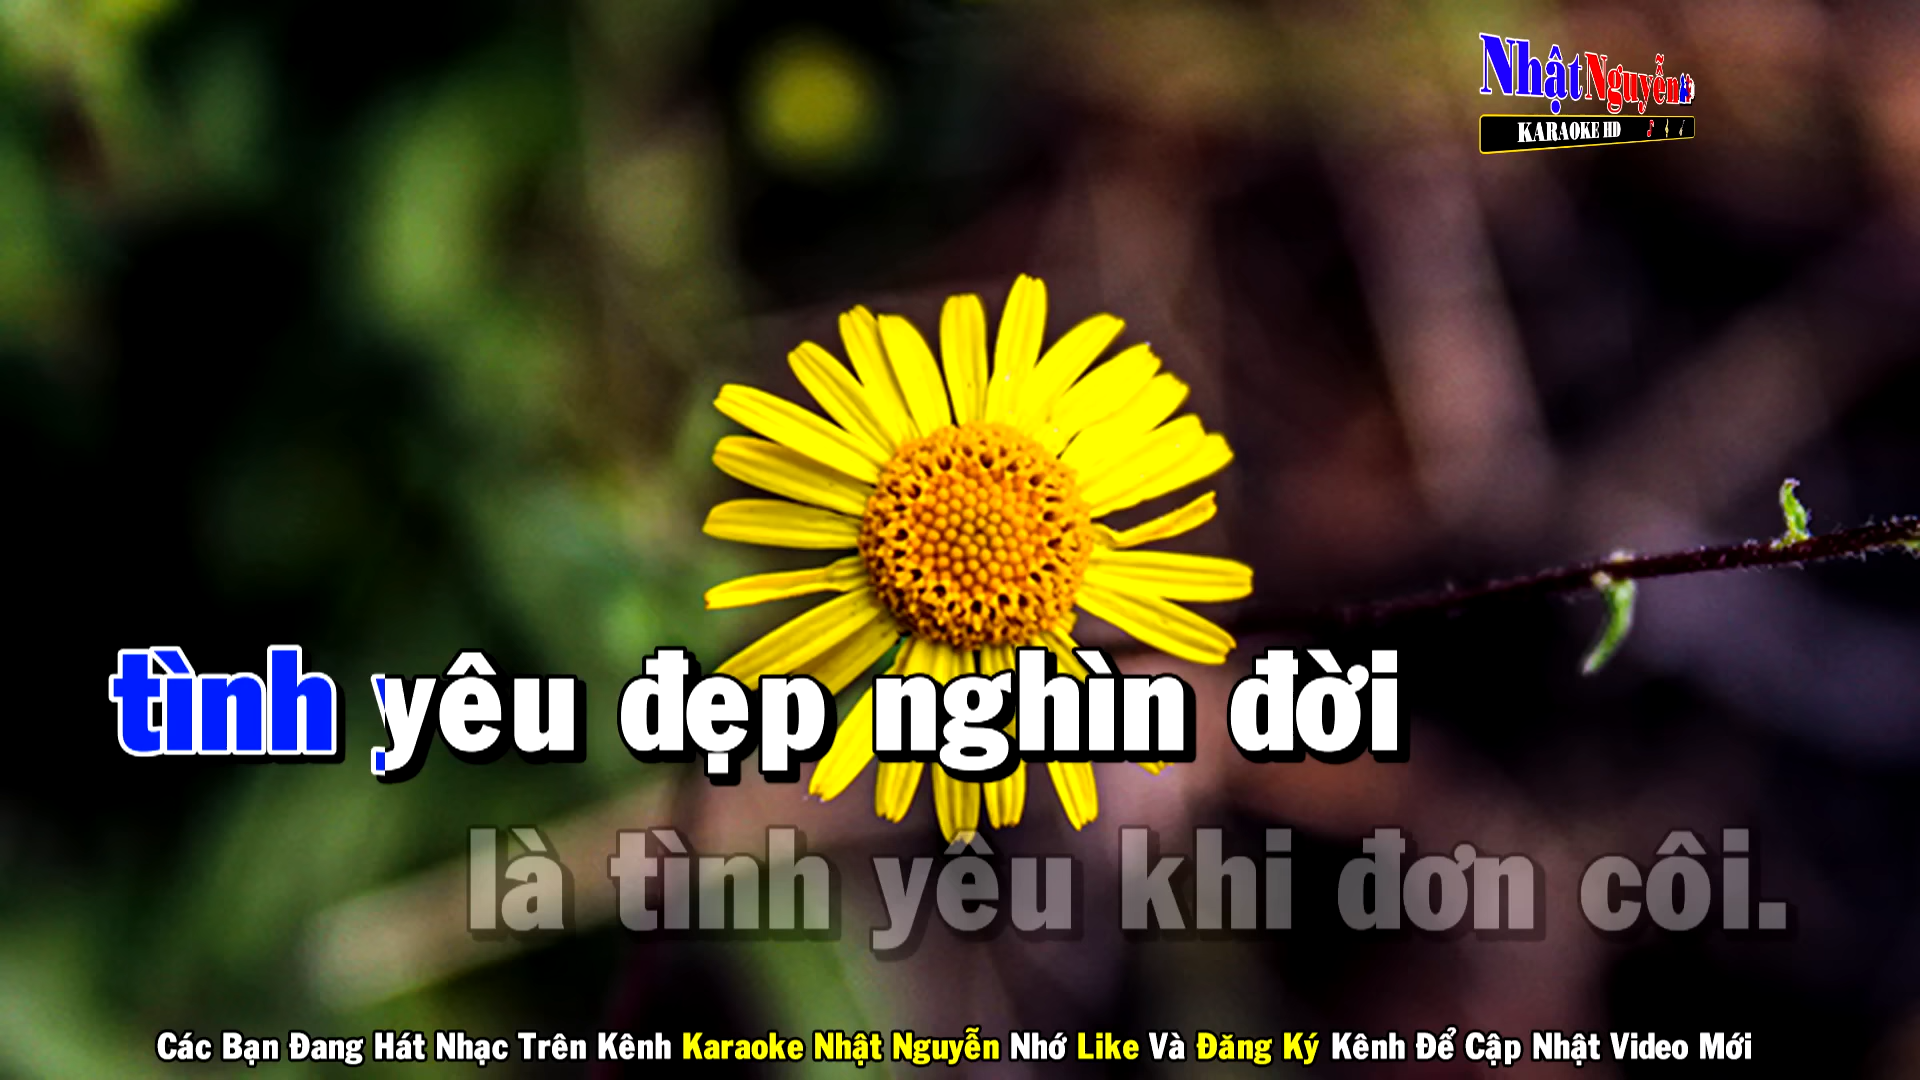 Nhật Nguyễn
KARAOKE HD
tình yêu đẹp nghìn đời
là tình yêu khi đơn côi.
Các Bạn Đang Hát Nhạc Trên Kênh Karaoke Nhật Nguyễn Nhớ Like Và Đăng Ký Kênh Để Cập Nhật Video Mới